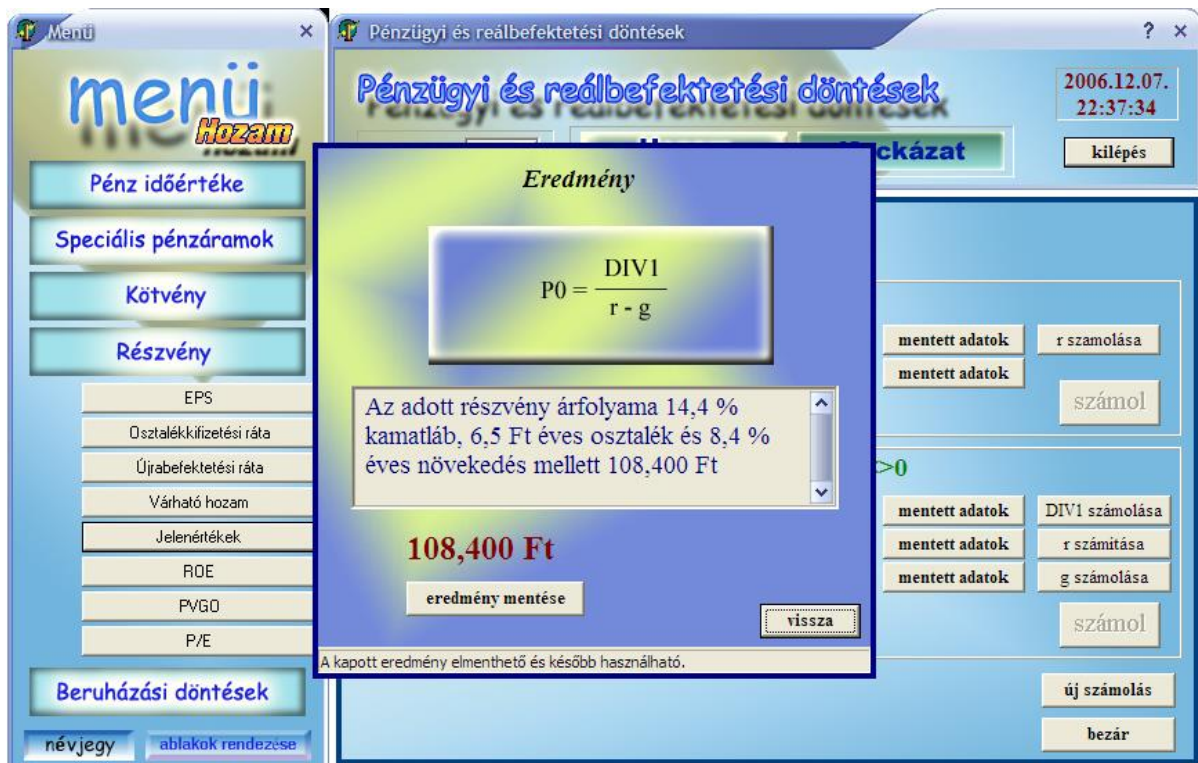 Menü
menü
Hozam
Pénz időértéke
Speciális pénzáramok
Kötvény
Részvény
EPS
Osztalékkifizetési ráta
Újrabefektetési ráta
Várható hozam
Jelenértékek
ROE
PVGO
P/E
Beruházási döntések
névjegy
ablakok rendezése
Pénzügyi és reálbefektetési döntések
Pénzügyi és reálbefektetési döntések
2006.12.07.
22:37:34
kilépés
Eredmény
P0 = DIV1
r - g
Az adott részvény árfolyama 14,4 %
kamatláb, 6,5 Ft éves osztalék és 8,4 %
éves növekedés mellett 108,400 Ft
108,400 Ft
eredmény mentése
vissza
A kapott eredmény elmenthető és később használható.
mentett adatok
r szamolása
mentett adatok
számol
>0
mentett adatok
DIV1 számolása
mentett adatok
r számitása
mentett adatok
g számolása
számol
új számolás
bezár